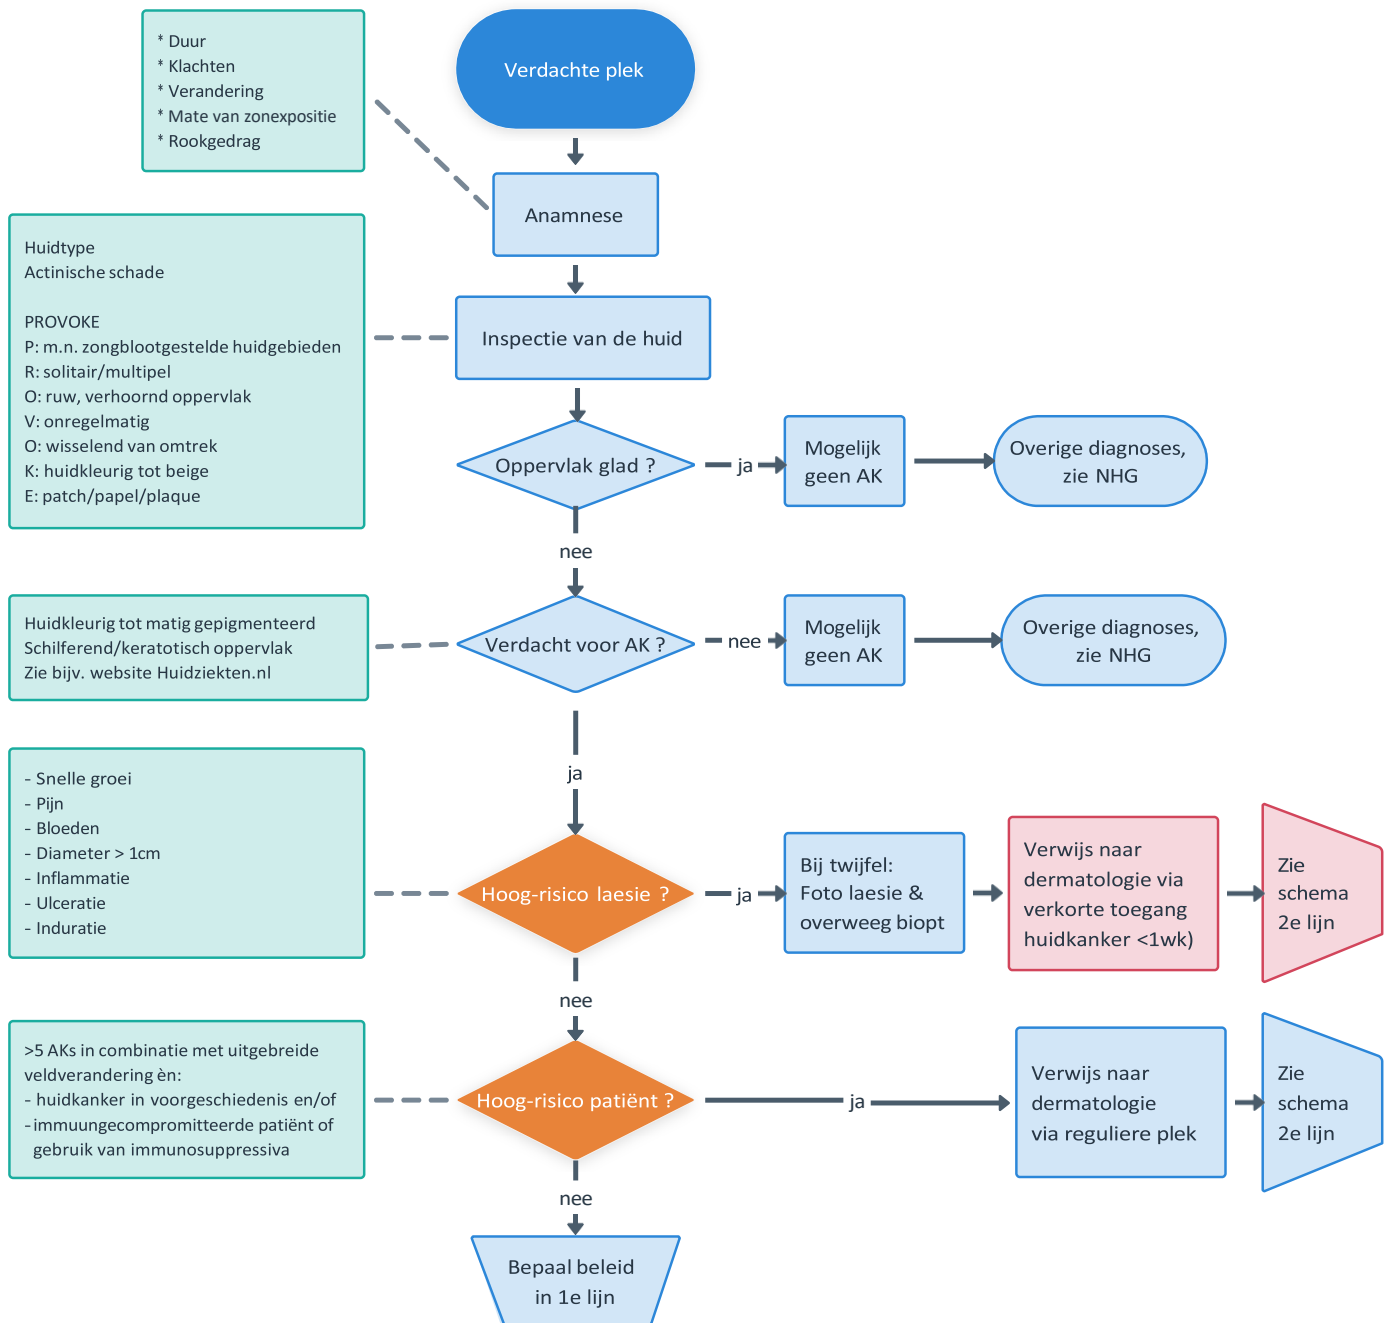 * Duur
* Klachten
* Verandering
* Mate van zonexpositie
* Rookgedrag
Verdachte plek
Anamnese
Huidtype
Actinische schade
PROVOKE
P: m.n. zongblootgestelde huidgebieden
R: solitair/multipel
O: ruw, verhoornd oppervlak
V: onregelmatig
O: wisselend van omtrek
K: huidkleurig tot beige
E: patch/papel/plaque
Inspectie van de huid
Oppervlak glad ?
ja
Mogelijk
geen AK
Overige diagnoses,
zie NHG
nee
Huidkleurig tot matig gepigmenteerd
Schilferend/keratotisch oppervlak
Zie bijv. website Huidziekten.nl
Verdacht voor AK ?
nee
Mogelijk
geen AK
Overige diagnoses,
zie NHG
ja
- Snelle groei
- Pijn
- Bloeden
- Diameter > 1cm
- Inflammatie
- Ulceratie
- Induratie
Hoog-risico laesie ?
ja
Bij twijfel:
Foto laesie &
overweeg biopt
Verwijs naar
dermatologie via
verkorte toegang
huidkanker <1wk)
Zie
schema
2e lijn
nee
>5 AKs in combinatie met uitgebreide
veldverandering èn:
- huidkanker in voorgeschiedenis en/of
- immuungecompromitteerde patiënt of
gebruik van immunosuppressiva
Hoog-risico patiënt ?
ja
Verwijs naar
dermatologie
via reguliere plek
Zie
schema
2e lijn
nee
Bepaal beleid
in 1e lijn